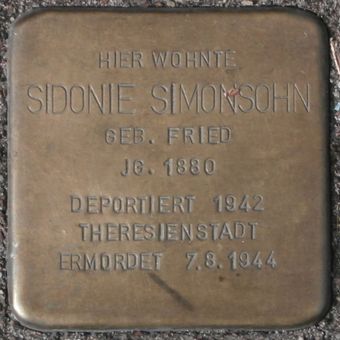 HIER WOHNTE
SIDONIE SIMONSOHN
GEB. FRIED
JG. 1880
DEPORTIERT 1942
THERESIENSTADT
ERMORDET 7.8.1944